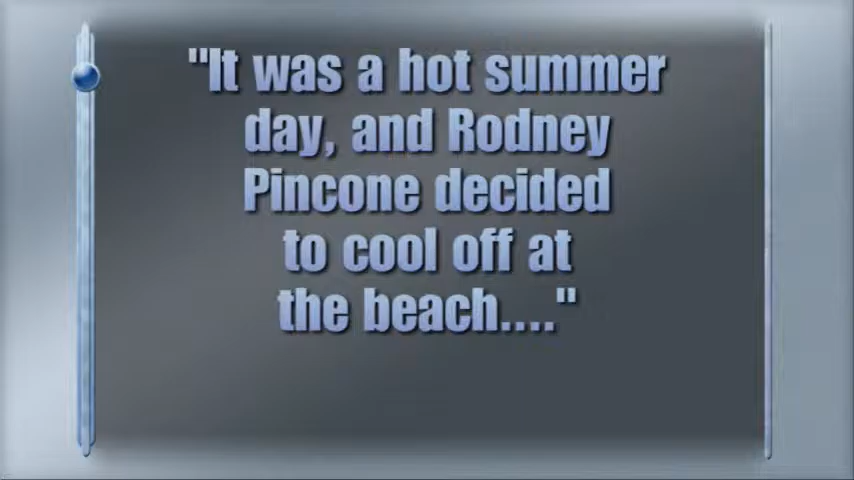 "It was a hot summer
day, and Rodney
Pincone decided
to cool off at
the beach...."